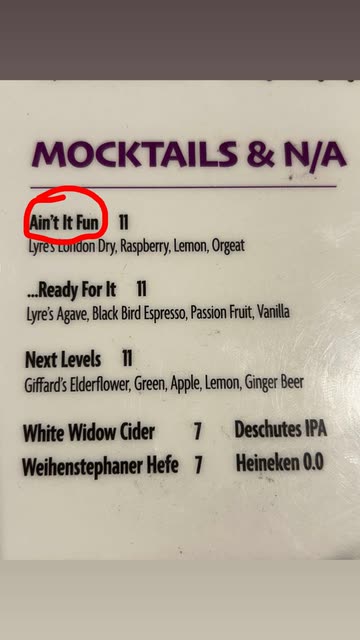 MOCKTAILS & N/A
Ain't It Fun 11
Lyre's London Dry, Raspberry, Lemon, Orgeat
...Ready For It 11
Lyre's Agave, Black Bird Espresso, Passion Fruit, Vanilla
Next Levels 11
Giffard's Elderflower, Green, Apple, Lemon, Ginger Beer
White Widow Cider 7 Deschutes IPA
Weihenstephaner Hefe 7 Heineken 0.0